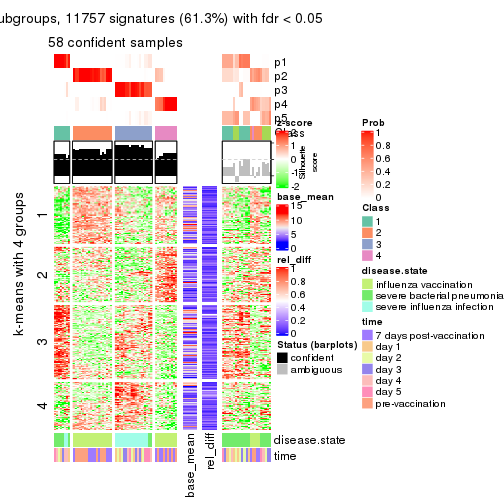 ubgroups, 11757 signatures (61.3%) with fdr < 0.05
58 confident samples
p1
p2
p3
p4
p5
Class
z-score
2
1
0
-1
-2
Silhouette
score
base_mean
15
10
5
0
rel_diff
1
0.8
0.6
0.4
0.2
0
Status (barplots)
confident
ambiguous
Prob
1
0.8
0.6
0.4
0.2
0
Class
1
2
3
4
disease.state
influenza vaccination
severe bacterial pneumonia
severe influenza infection
time
7 days post-vaccination
day 1
day 2
day 3
day 4
day 5
pre-vaccination
k-means with 4 groups
1
2
3
4
disease.state
time
base_mean
rel_diff